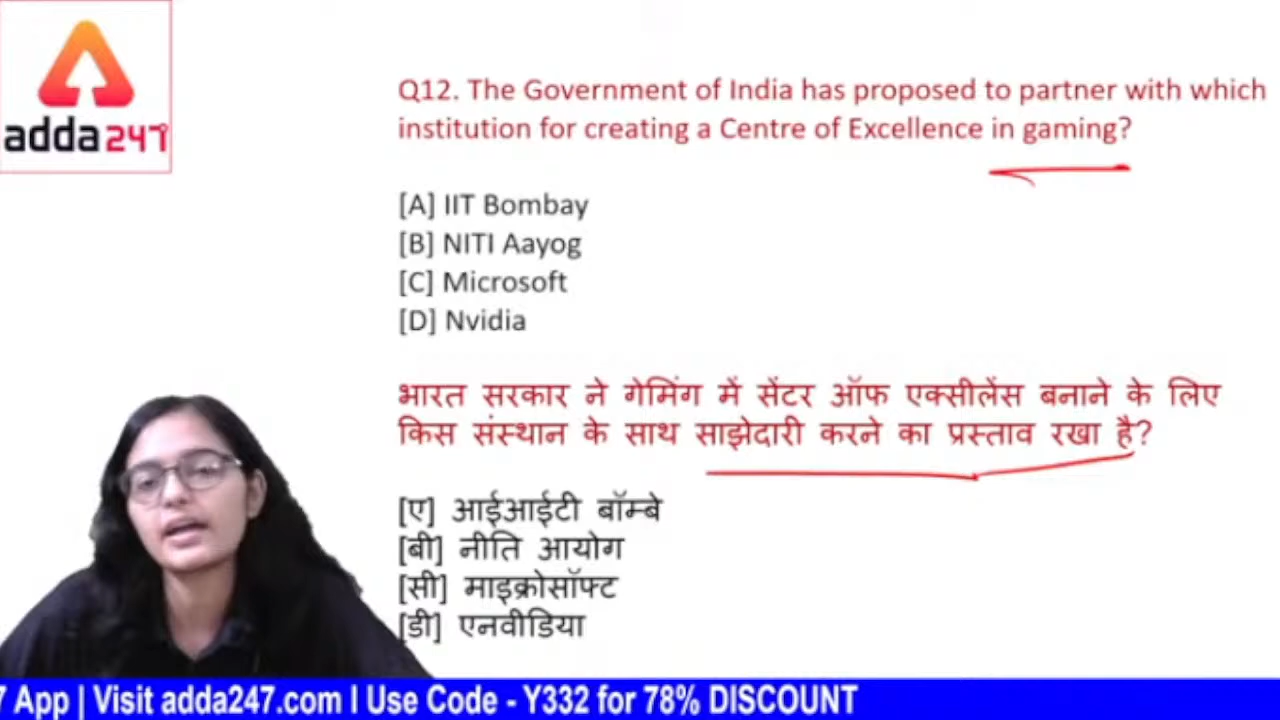 adda247
Q12. The Government of India has proposed to partner with which
institution for creating a Centre of Excellence in gaming?
[A] IIT Bombay
[B] NITI Aayog
[C] Microsoft
[D] Nvidia
भारत सरकार ने गेमिंग में सेंटर ऑफ एक्सीलेंस बनाने के लिए
किस संस्थान के साथ साझेदारी करने का प्रस्ताव रखा है?
[ए] आईआईटी बॉम्बे
[बी] नीति आयोग
[सी] माइक्रोसॉफ्ट
[डी] एनवीडिया
7 App | Visit adda247.com I Use Code - Y332 for 78% DISCOUNT